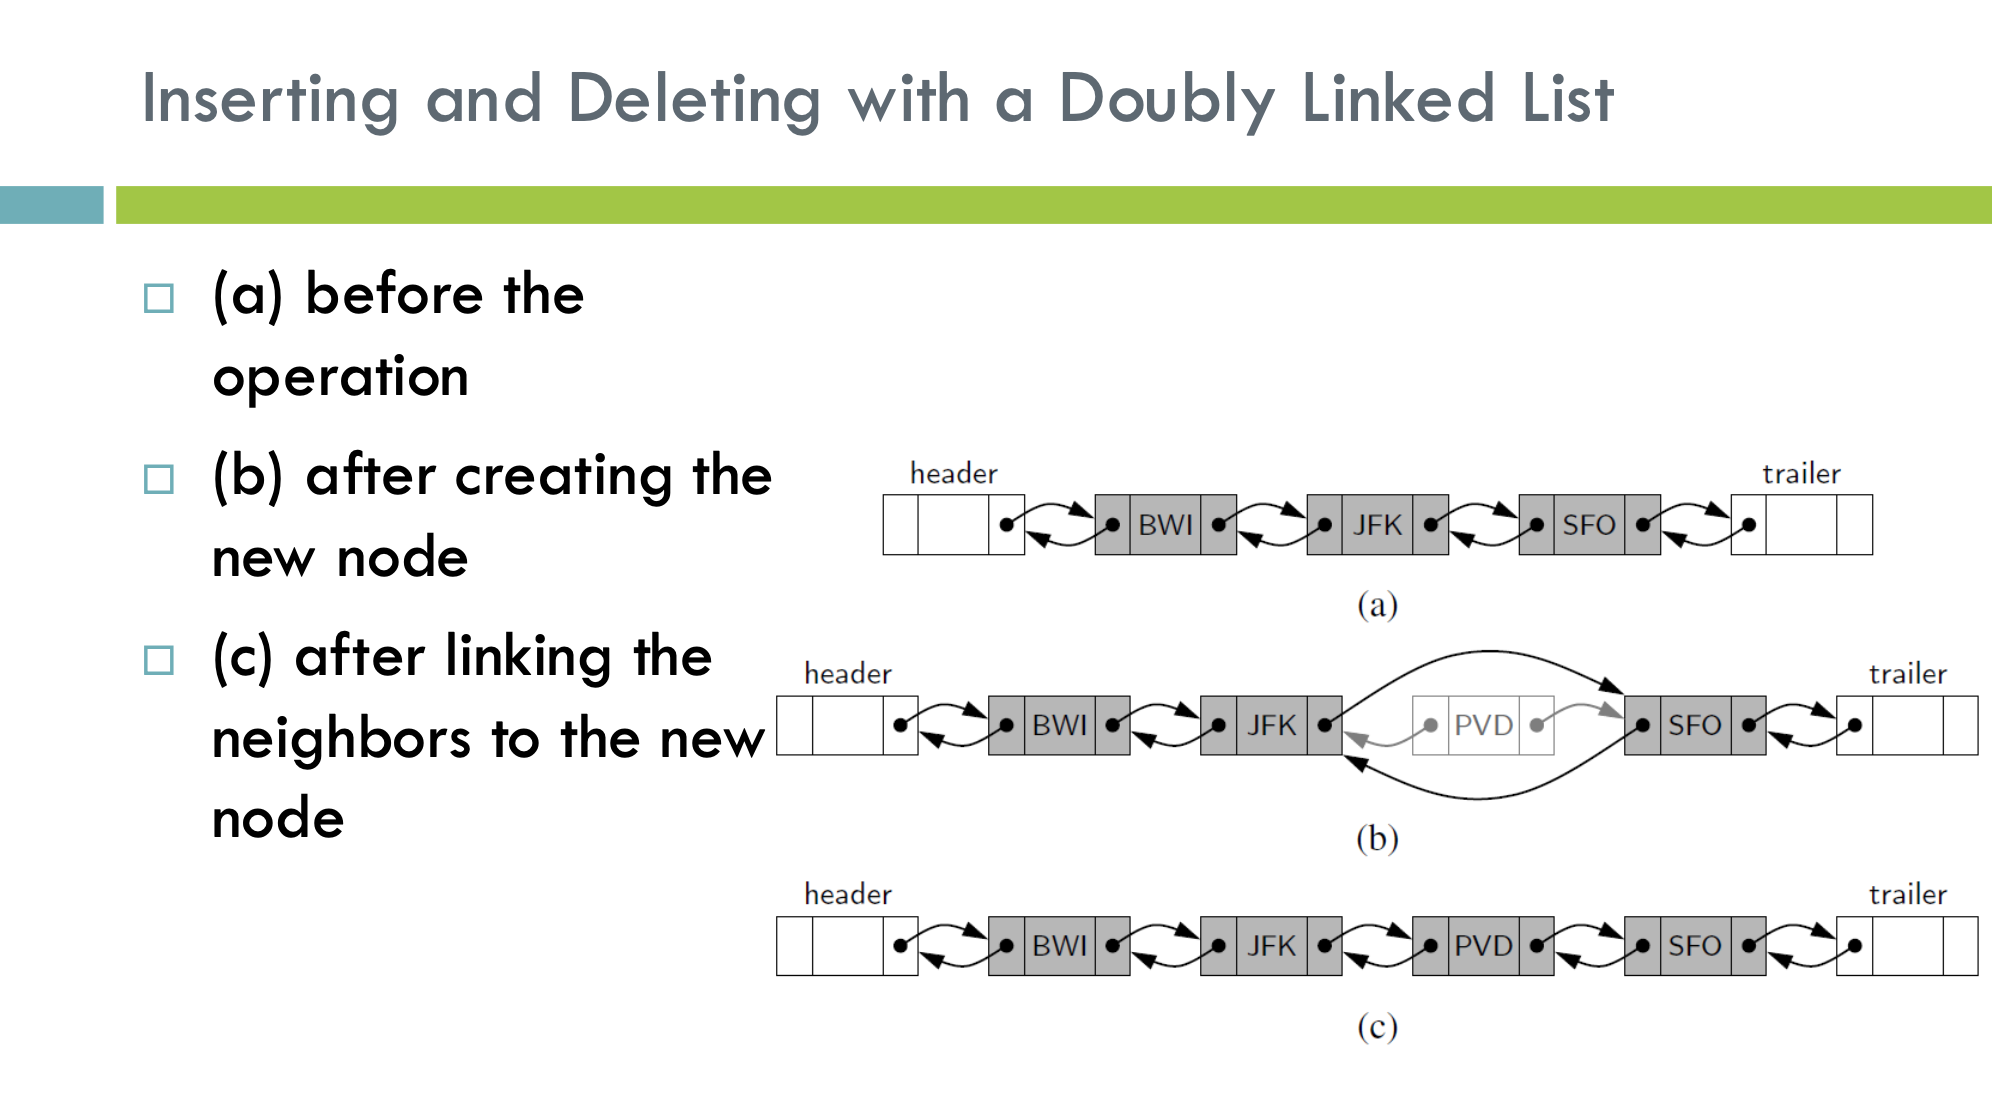 Inserting and Deleting with a Doubly Linked List
(a) before the
operation
(b) after creating the
new node
(c) after linking the
neighbors to the new
node
header trailer
BWI JFK SFO
(a)
header trailer
BWI JFK PVD SFO
(b)
header trailer
BWI JFK PVD SFO
(c)